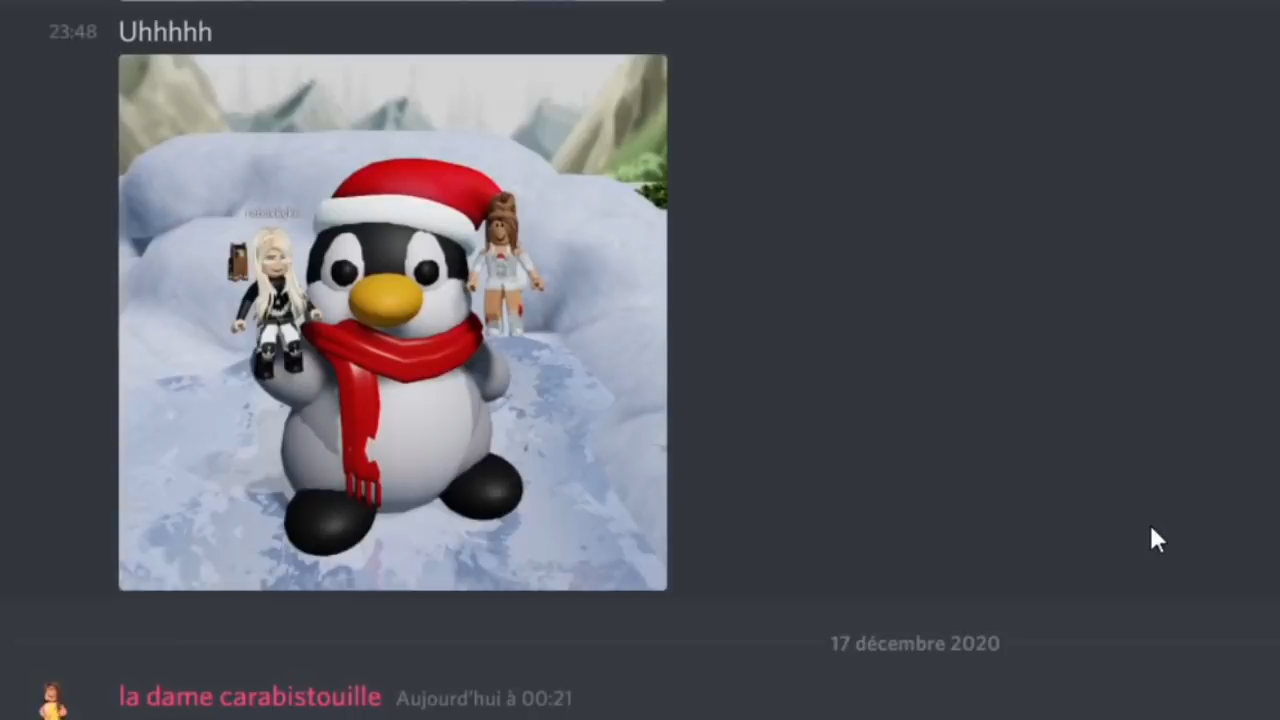 23:48 Uhhhhh
17 décembre 2020
la dame carabistouille Aujourd'hui à 00:21